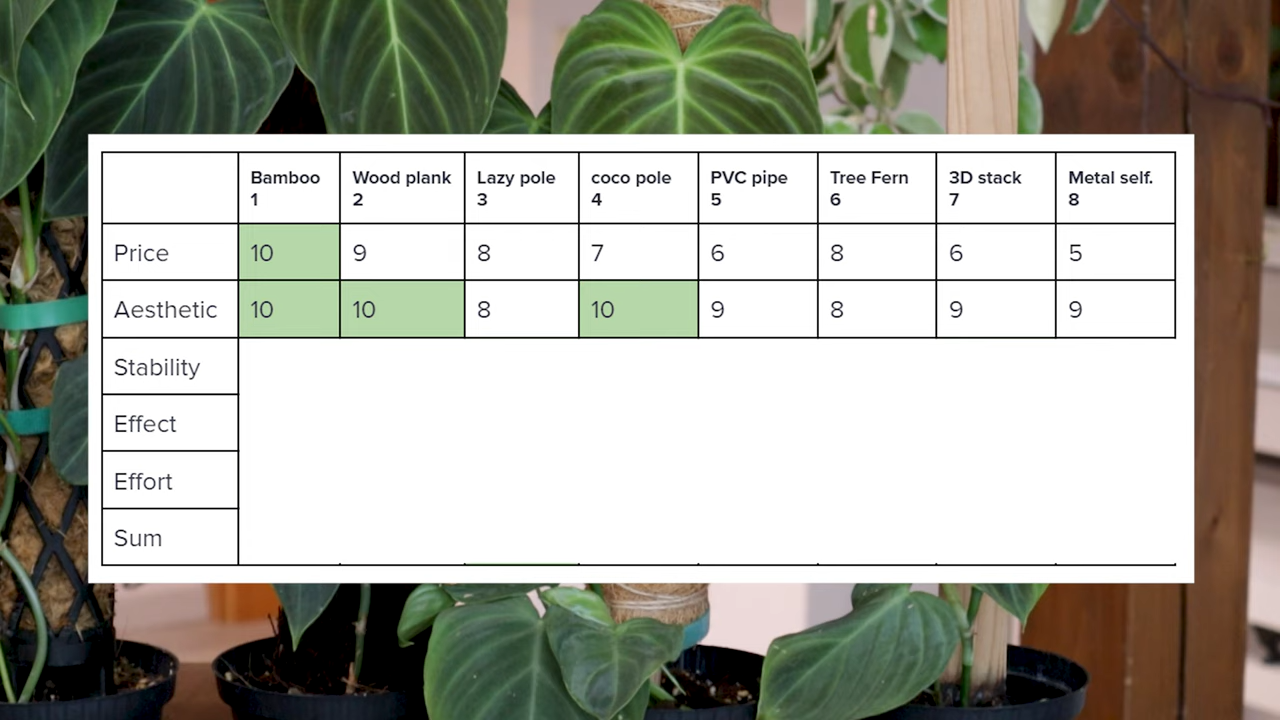 Bamboo Wood plank Lazy pole coco pole PVC pipe Tree Fern 3D stack Metal self.
1 2 3 4 5 6 7 8
Price 10 9 8 7 6 8 6 5
Aesthetic 10 10 8 10 9 8 9 9
Stability
Effect
Effort
Sum